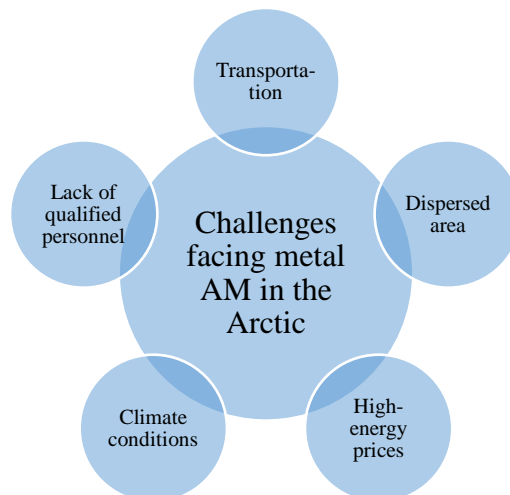 Transporta-
tion
Lack of
qualified
personnel
Dispersed
area
Challenges
facing metal
AM in the
Arctic
Climate
conditions
High-
energy
prices